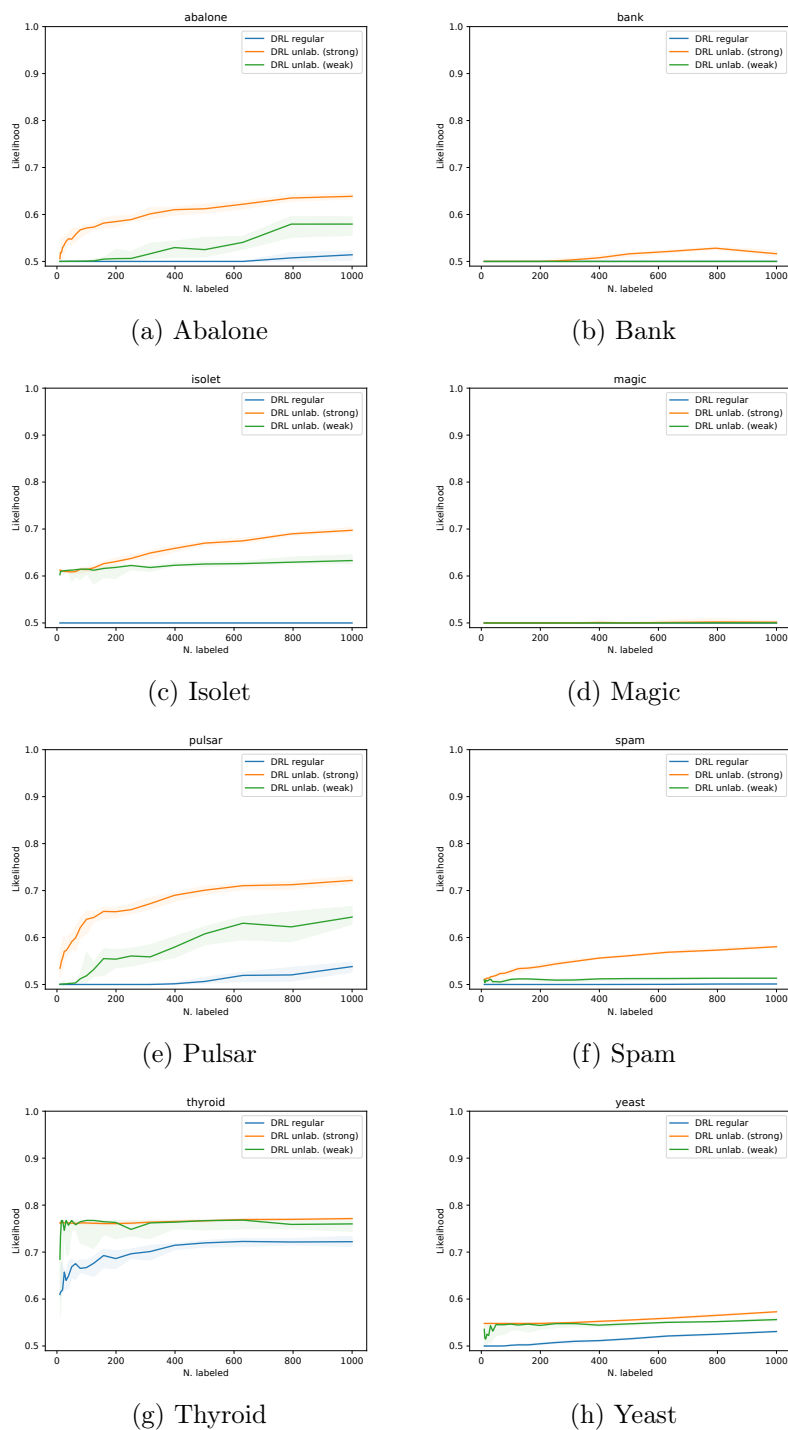 abalone
DRL regular
DRL unlab. (strong)
DRL unlab. (weak)
Likelihood
1.0
0.9
0.8
0.7
0.6
0.5
0 200 400 600 800 1000
N. labeled
(a) Abalone
bank
DRL regular
DRL unlab. (strong)
DRL unlab. (weak)
Likelihood
1.0
0.9
0.8
0.7
0.6
0.5
0 200 400 600 800 1000
N. labeled
(b) Bank
isolet
DRL regular
DRL unlab. (strong)
DRL unlab. (weak)
Likelihood
1.0
0.9
0.8
0.7
0.6
0.5
0 200 400 600 800 1000
N. labeled
(c) Isolet
magic
DRL regular
DRL unlab. (strong)
DRL unlab. (weak)
Likelihood
1.0
0.9
0.8
0.7
0.6
0.5
0 200 400 600 800 1000
N. labeled
(d) Magic
pulsar
DRL regular
DRL unlab. (strong)
DRL unlab. (weak)
Likelihood
1.0
0.9
0.8
0.7
0.6
0.5
0 200 400 600 800 1000
N. labeled
(e) Pulsar
spam
DRL regular
DRL unlab. (strong)
DRL unlab. (weak)
Likelihood
1.0
0.9
0.8
0.7
0.6
0.5
0 200 400 600 800 1000
N. labeled
(f) Spam
thyroid
DRL regular
DRL unlab. (strong)
DRL unlab. (weak)
Likelihood
1.0
0.9
0.8
0.7
0.6
0.5
0 200 400 600 800 1000
N. labeled
(g) Thyroid
yeast
DRL regular
DRL unlab. (strong)
DRL unlab. (weak)
Likelihood
1.0
0.9
0.8
0.7
0.6
0.5
0 200 400 600 800 1000
N. labeled
(h) Yeast